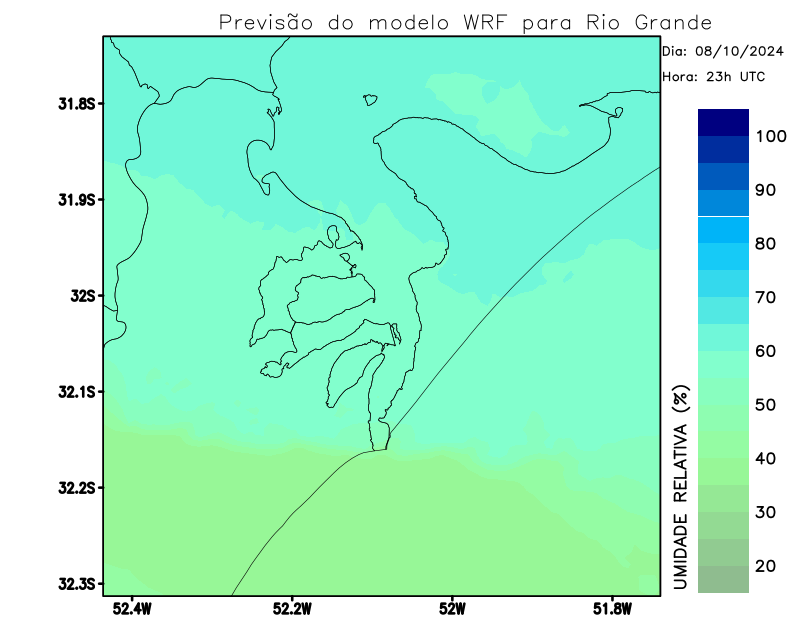 Previsão do modelo WRF para Rio Grande
Dia: 08/10/2024
Hora: 23h UTC
31.8S
31.9S
32S
32.1S
32.2S
32.3S
52.4W
52.2W
52W
51.8W
100
90
80
70
60
50
40
30
20
UMIDADE RELATIVA (%)